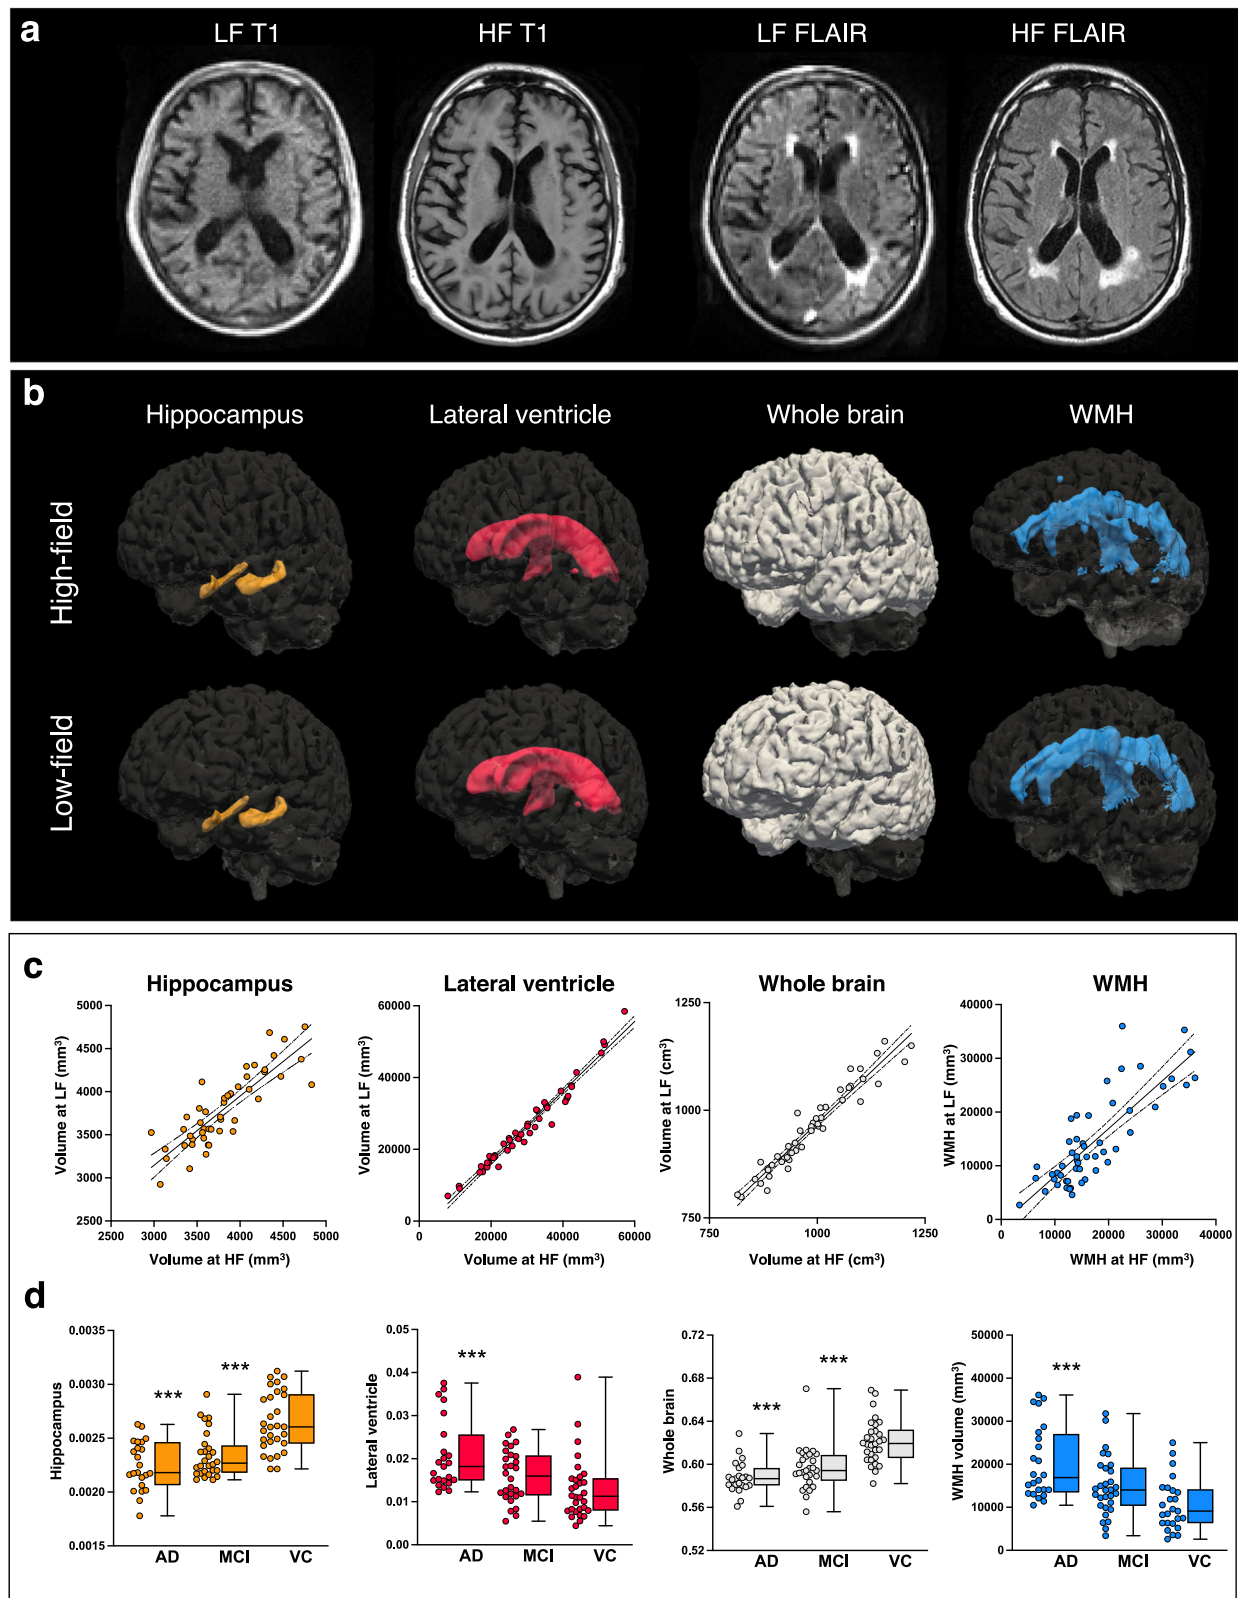 a
LF T1 HF T1 LF FLAIR HF FLAIR
b
Hippocampus Lateral ventricle Whole brain WMH
High-field
Low-field
c
Hippocampus Lateral ventricle Whole brain WMH
Volume at LF (mm³)
5000
4500
4000
3500
3000
2500
2500 3000 3500 4000 4500 5000
Volume at HF (mm³)
Volume at LF (mm³)
60000
40000
20000
0
0 20000 40000 60000
Volume at HF (mm³)
Volume at LF (cm³)
1250
1000
750
750 1000 1250
Volume at HF (cm³)
WMH at LF (mm³)
40000
30000
20000
10000
0
0 10000 20000 30000 40000
WMH at HF (mm³)
d
Hippocampus
0.0035
0.0030
0.0025
0.0020
0.0015
*** ***
AD MCI VC
Lateral ventricle
0.05
0.04
0.03
0.02
0.01
0.00
***
AD MCI VC
Whole brain
0.72
0.68
0.64
0.60
0.56
0.52
*** ***
AD MCI VC
WMH volume (mm³)
50000
40000
30000
20000
10000
0
***
AD MCI VC